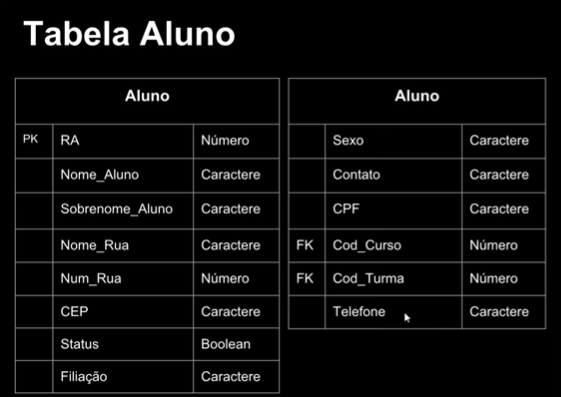 Tabela Aluno
Aluno
PK RA Número
Nome_Aluno Caractere
Sobrenome_Aluno Caractere
Nome_Rua Caractere
Num_Rua Número
CEP Caractere
Status Boolean
Filiação Caractere
Aluno
Sexo Caractere
Contato Caractere
CPF Caractere
FK Cod_Curso Número
FK Cod_Turma Número
Telefone Caractere